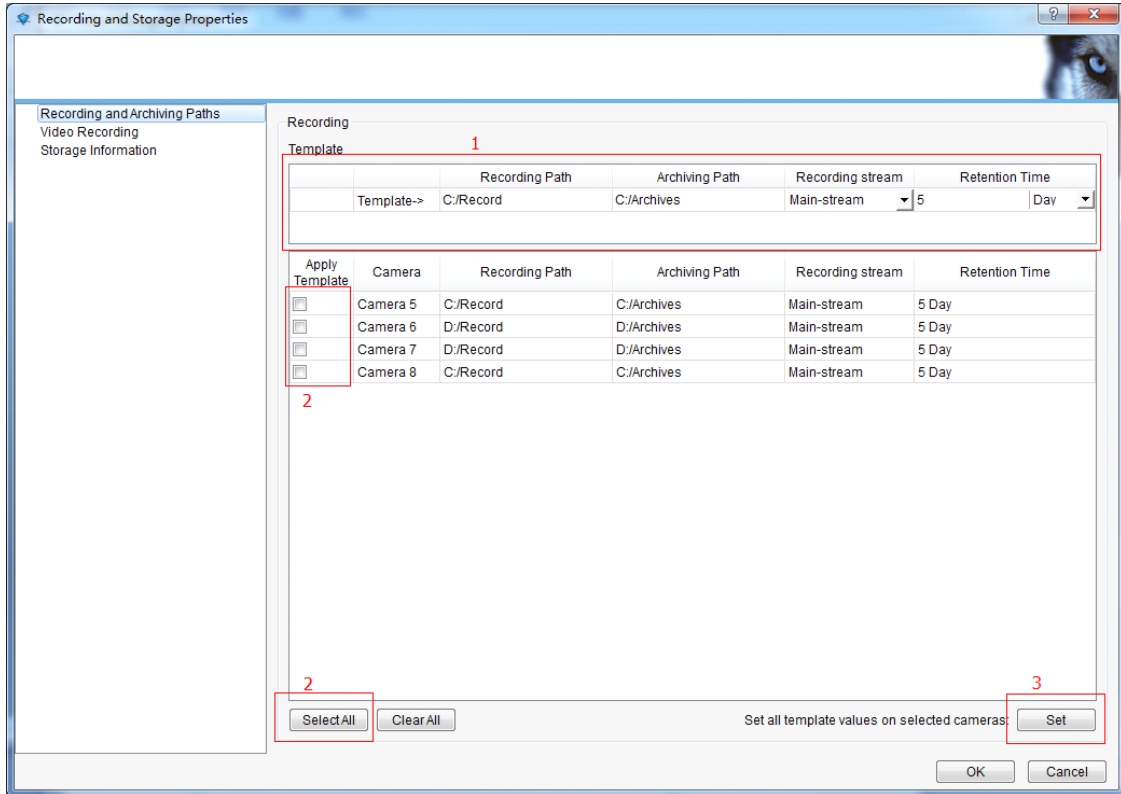 Recording and Storage Properties
?
X
Recording and Archiving Paths
Video Recording
Storage Information
Recording
Template
1
Recording Path Archiving Path Recording stream Retention Time
Template-> C:/Record C:/Archives Main-stream 5 Day
Apply Template Camera Recording Path Archiving Path Recording stream Retention Time
Camera 5 C:/Record C:/Archives Main-stream 5 Day
Camera 6 D:/Record D:/Archives Main-stream 5 Day
Camera 7 D:/Record D:/Archives Main-stream 5 Day
Camera 8 C:/Record C:/Archives Main-stream 5 Day
2
2
3
Select All Clear All Set all template values on selected cameras: Set
OK Cancel